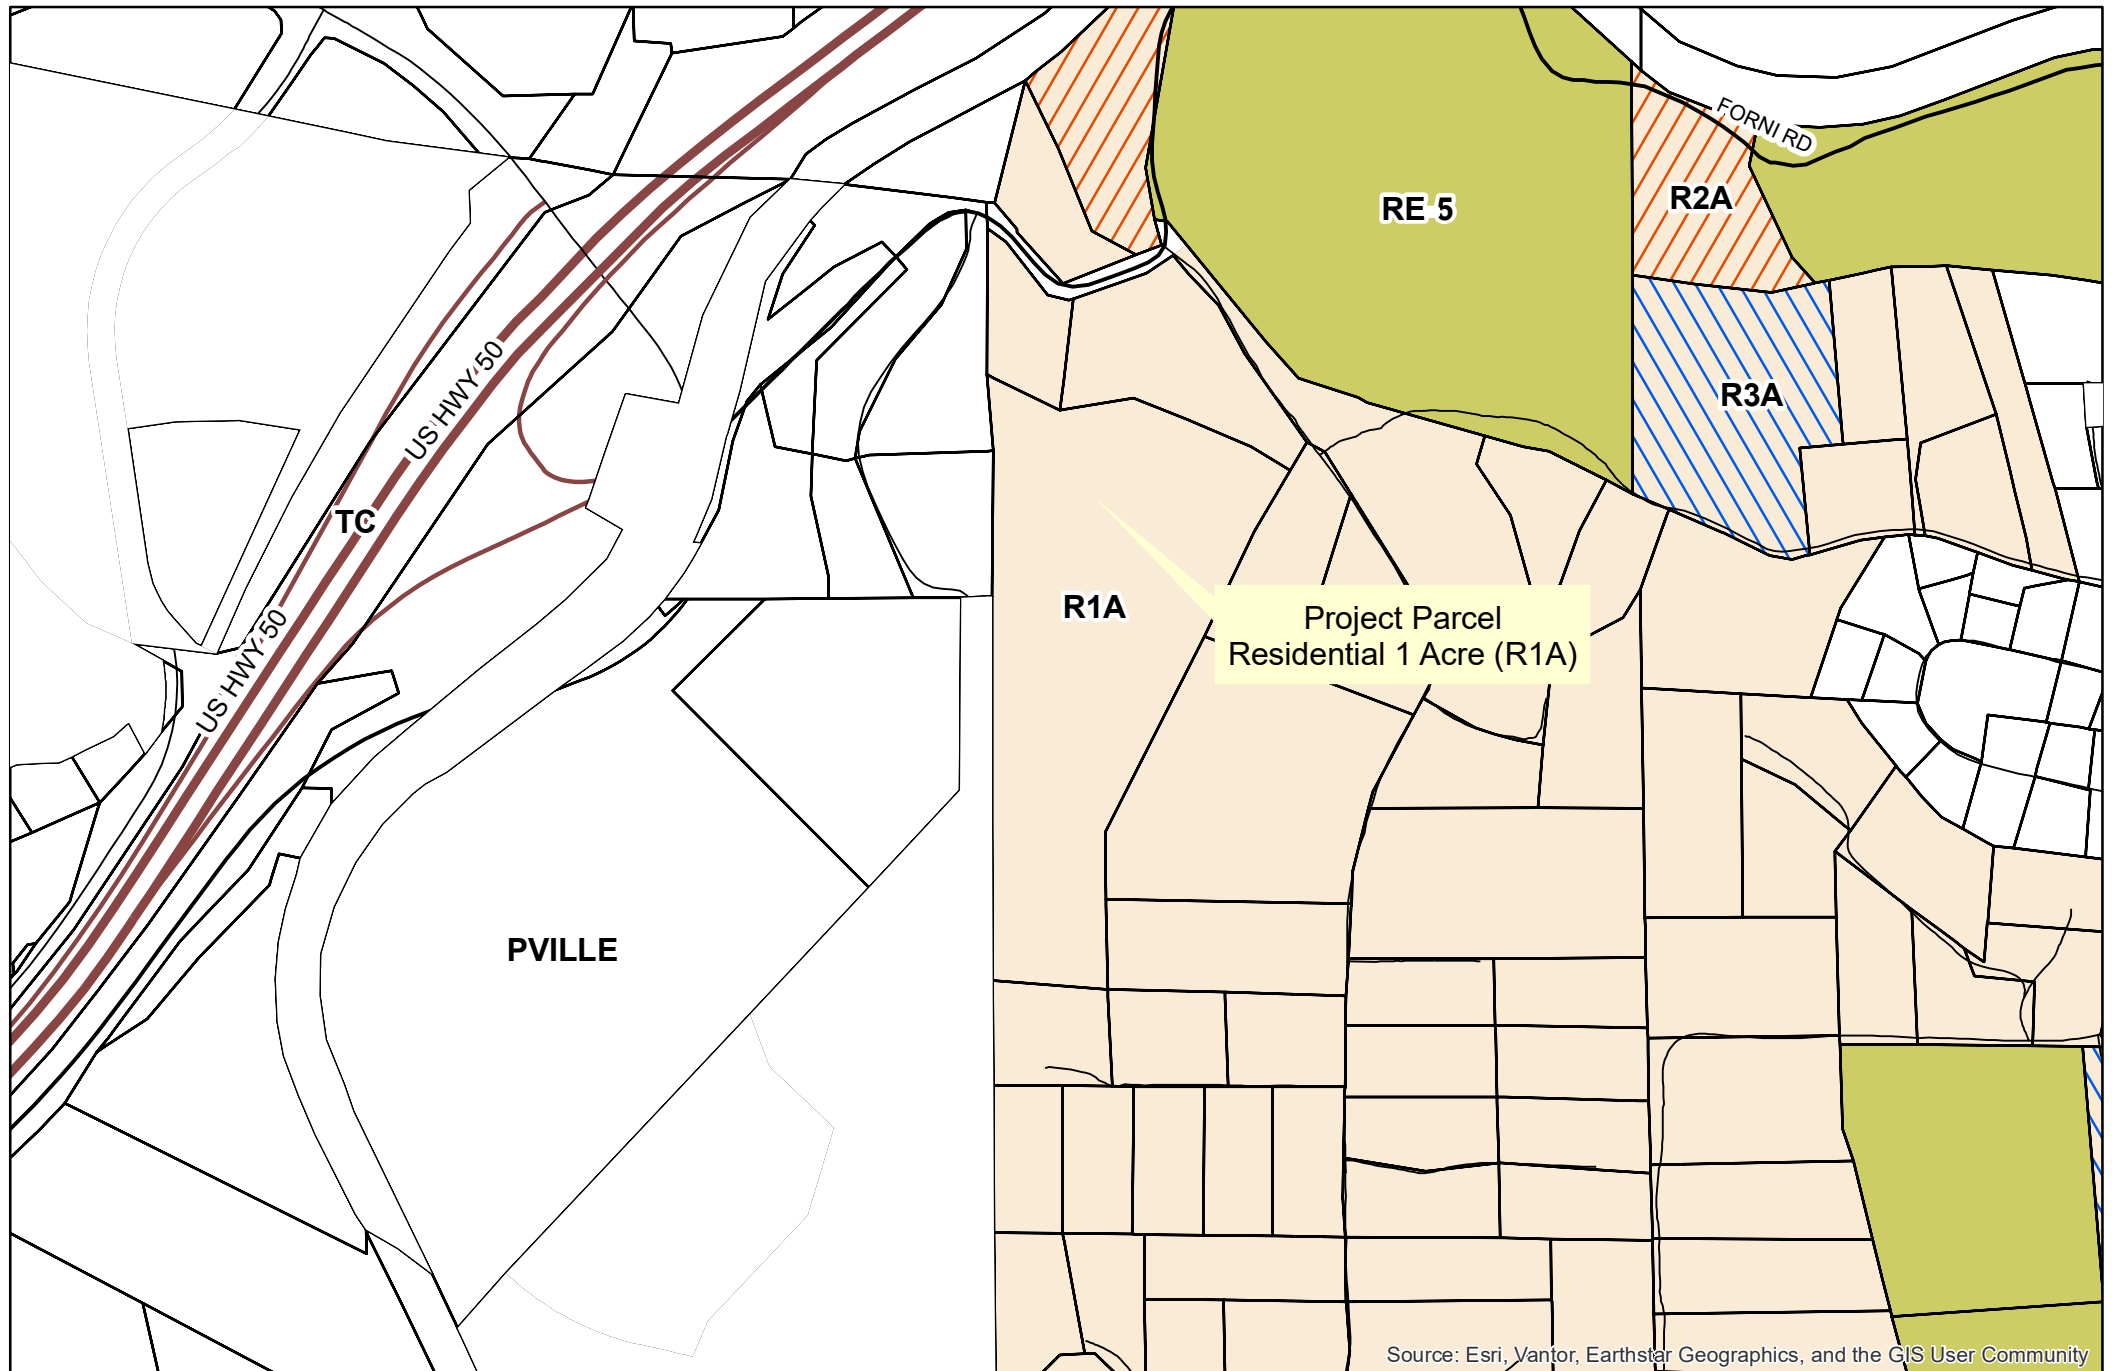 FORNI RD
RE 5
R2A
US HWY 50
R3A
TC
Project Parcel
Residential 1 Acre (R1A)
R1A
US HWY 50
PVILLE
Source: Esri, Vantor, Earthstar Geographics, and the GIS User Community